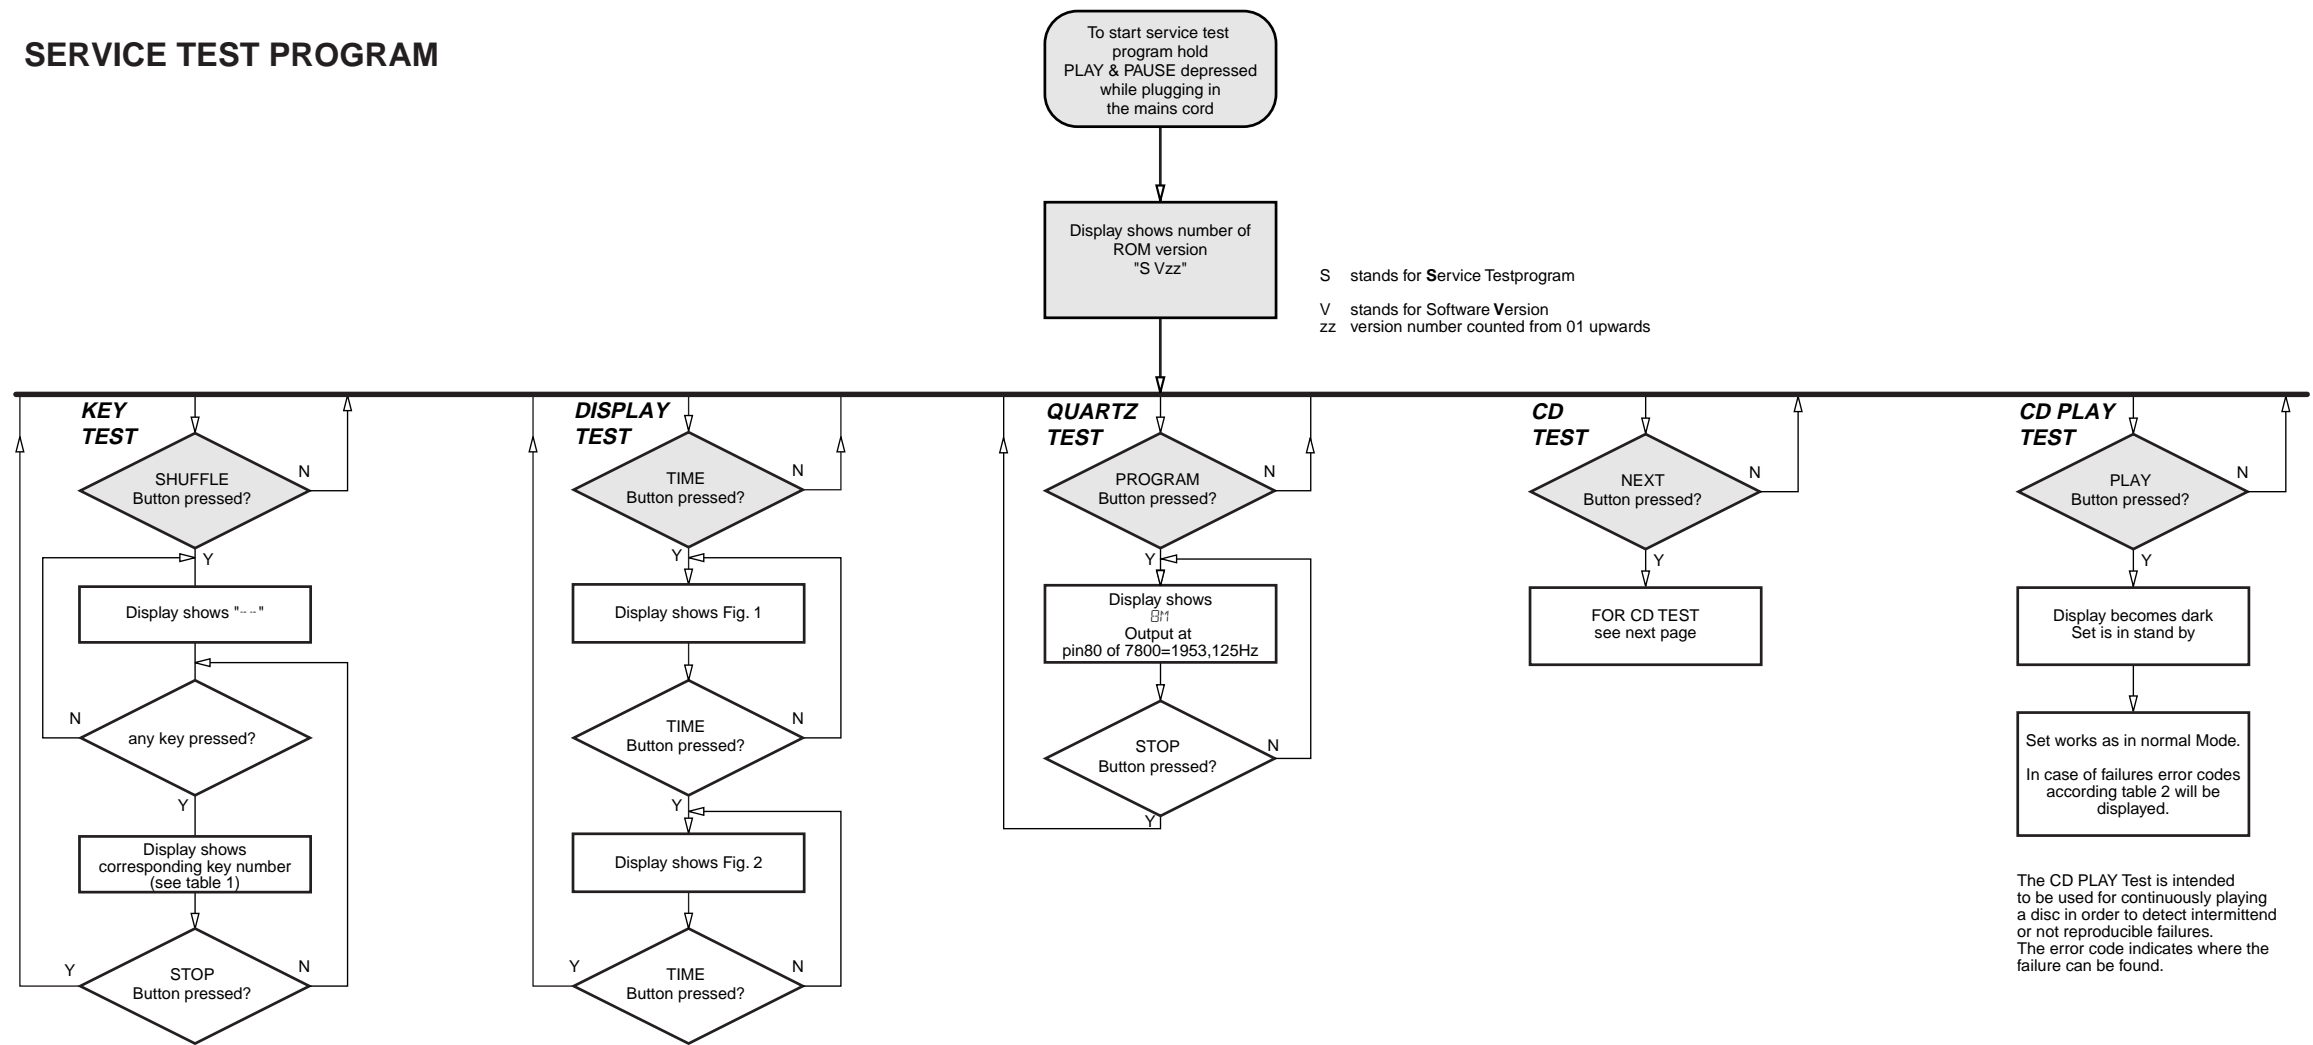 SERVICE TEST PROGRAM
To start service test
program hold
PLAY & PAUSE depressed
while plugging in
the mains cord
Display shows number of
ROM version
"S Vzz"
S stands for Service Testprogram
V stands for Software Version
zz version number counted from 01 upwards
KEY
TEST
SHUFFLE
Button pressed?
N
Y
Display shows "-- --"
any key pressed?
N
Y
Display shows
corresponding key number
(see table 1)
STOP
Button pressed?
Y
N
DISPLAY
TEST
TIME
Button pressed?
N
Y
Display shows Fig. 1
TIME
Button pressed?
N
Y
Display shows Fig. 2
TIME
Button pressed?
Y
N
QUARTZ
TEST
PROGRAM
Button pressed?
N
Y
Display shows
8M
Output at
pin80 of 7800=1953,125Hz
STOP
Button pressed?
N
Y
CD
TEST
NEXT
Button pressed?
N
Y
FOR CD TEST
see next page
CD PLAY
TEST
PLAY
Button pressed?
N
Y
Display becomes dark
Set is in stand by
Set works as in normal Mode.
In case of failures error codes
according table 2 will be
displayed.
The CD PLAY Test is intended
to be used for continuously playing
a disc in order to detect intermittend
or not reproducible failures.
The error code indicates where the
failure can be found.